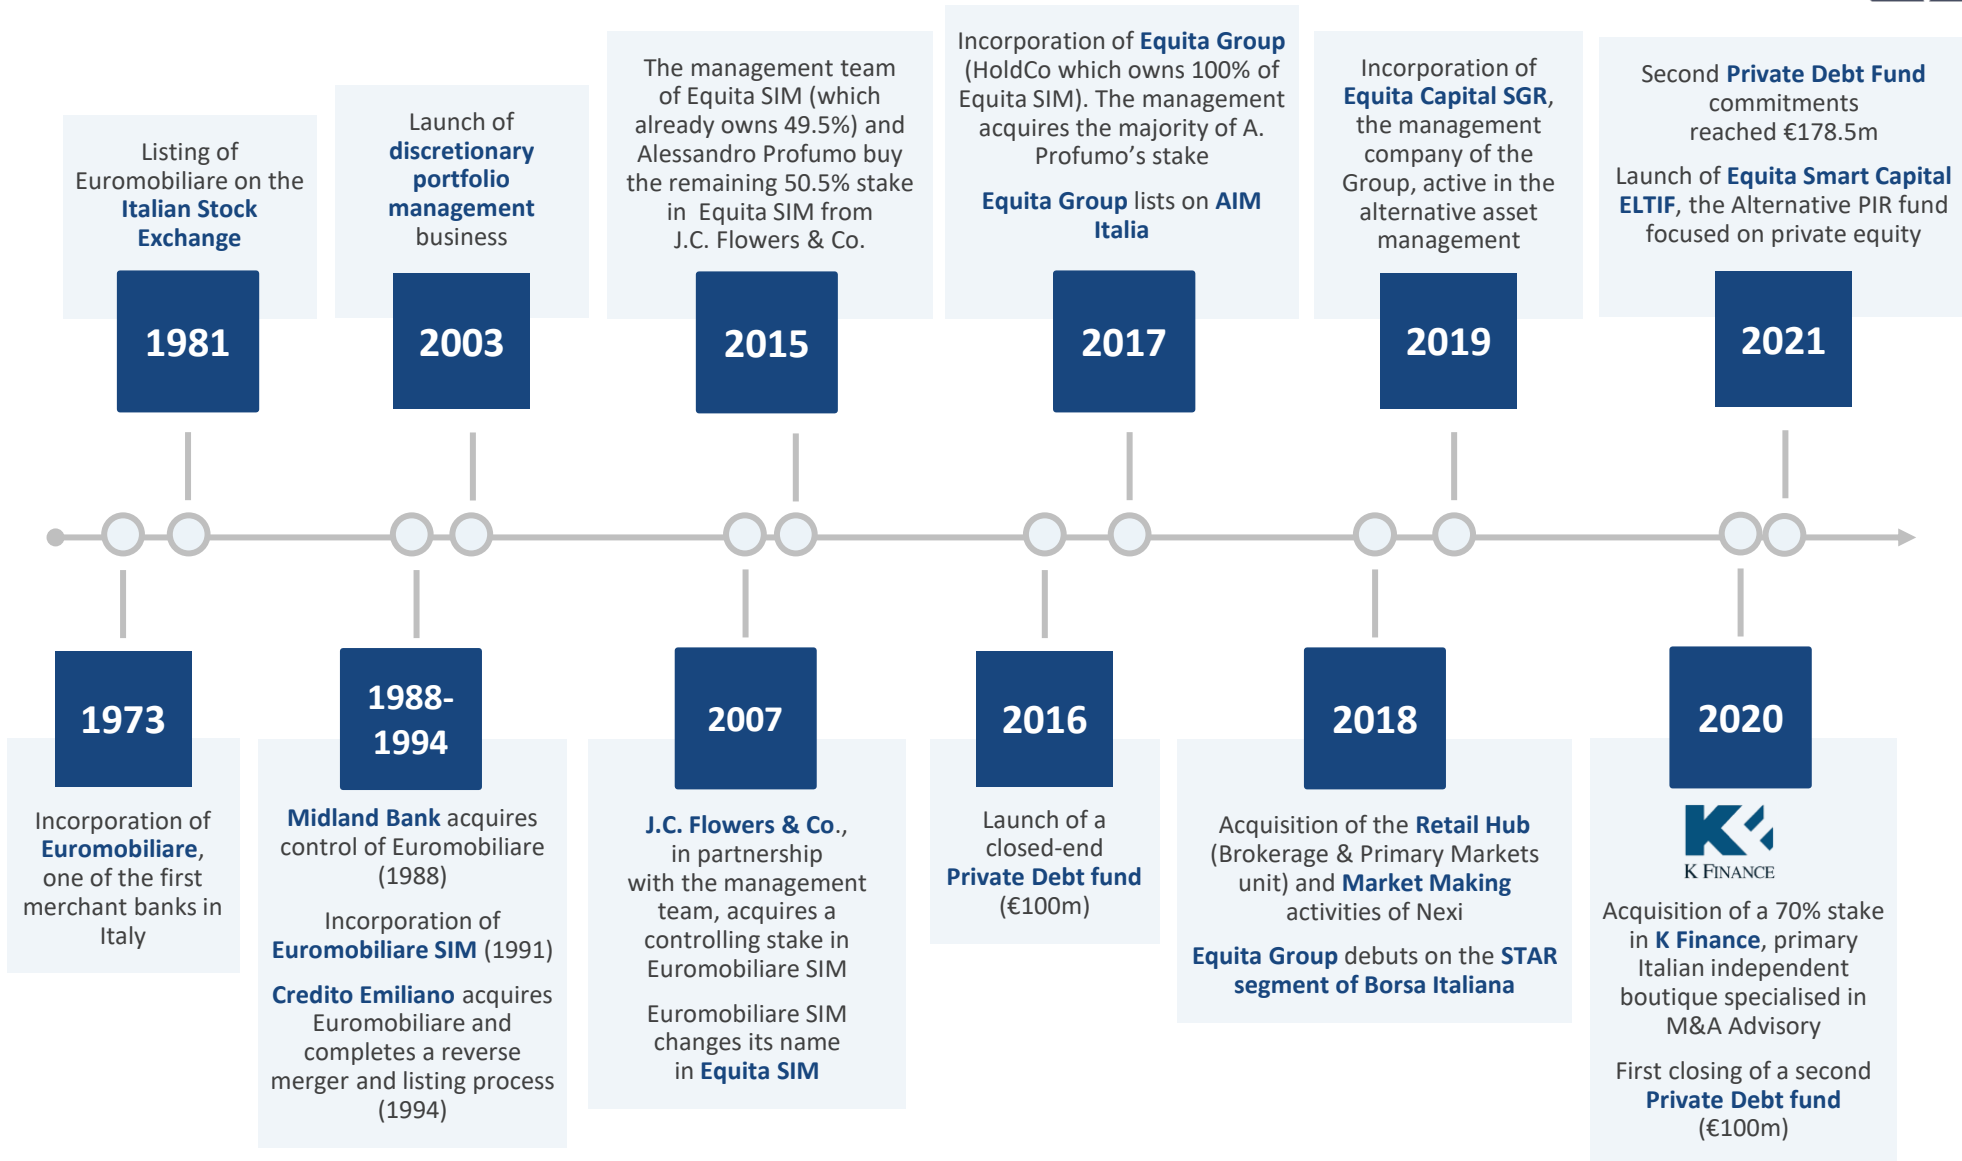 Listing of
Euromobiliare on the
Italian Stock
Exchange
1981
Launch of
discretionary
portfolio
management
business
2003
The management team
of Equita SIM (which
already owns 49.5%) and
Alessandro Profumo buy
the remaining 50.5% stake
in Equita SIM from
J.C. Flowers & Co.
2015
Incorporation of Equita Group
(HoldCo which owns 100% of
Equita SIM). The management
acquires the majority of A.
Profumo’s stake
Equita Group lists on AIM
Italia
2017
Incorporation of
Equita Capital SGR,
the management
company of the
Group, active in the
alternative asset
management
2019
Second Private Debt Fund
commitments
reached €178.5m
Launch of Equita Smart Capital
ELTIF, the Alternative PIR fund
focused on private equity
2021
1973
Incorporation of
Euromobiliare,
one of the first
merchant banks in
Italy
1988-
1994
Midland Bank acquires
control of Euromobiliare
(1988)
Incorporation of
Euromobiliare SIM (1991)
Credito Emiliano acquires
Euromobiliare and
completes a reverse
merger and listing process
(1994)
2007
J.C. Flowers & Co.,
in partnership
with the management
team, acquires a
controlling stake in
Euromobiliare SIM
Euromobiliare SIM
changes its name
in Equita SIM
2016
Launch of a
closed-end
Private Debt fund
(€100m)
2018
Acquisition of the Retail Hub
(Brokerage & Primary Markets
unit) and Market Making
activities of Nexi
Equita Group debuts on the STAR
segment of Borsa Italiana
2020
K FINANCE
Acquisition of a 70% stake
in K Finance, primary
Italian independent
boutique specialised in
M&A Advisory
First closing of a second
Private Debt fund
(€100m)